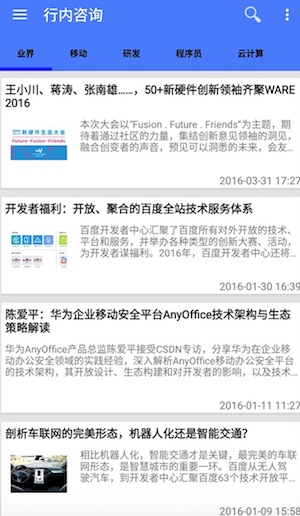 行内咨询
业界 移动 研发 程序员 云计算
王小川、蒋涛、张南雄……，50+新硬件创新领袖齐聚WARE
2016
本次大会以“Fusion . Future . Friends”为主题，期
待着通过社区的力量，集结创新意见领袖的洞见，
融合创变者的声音，预见可以洞悉的未来，会友...
新硬件生态大会
Future·Fusion·Friends
2016-03-31 17:27
开发者福利：开放、聚合的百度全站技术服务体系
百度开发者中心汇聚了百度所有对外开放的技术、
平台和服务，并举办各种类型的创新大赛、活动，
为开发者谋福利。2016年，百度开发者中心还将...
2016-01-30 16:39
陈爱平：华为企业移动安全平台AnyOffice技术架构与生态
策略解读
华为AnyOffice产品总监陈爱平接受CSDN专访，分享华为在企业移
动办公安全领域的实践经验，深入解析AnyOffice移动办公安全平台
的技术架构，其开放设计、生态构建和对开发者的影响，以及技术...
2016-01-11 11:27
剖析车联网的完美形态，机器人化还是智能交通？
相比机器人化，智能交通才是关键，最完美的车联
网形态，是智慧城市的重要一环。百度从无人驾
驶汽车，到开发者中心汇聚百度63个技术开放平...
2016-01-09 15:58